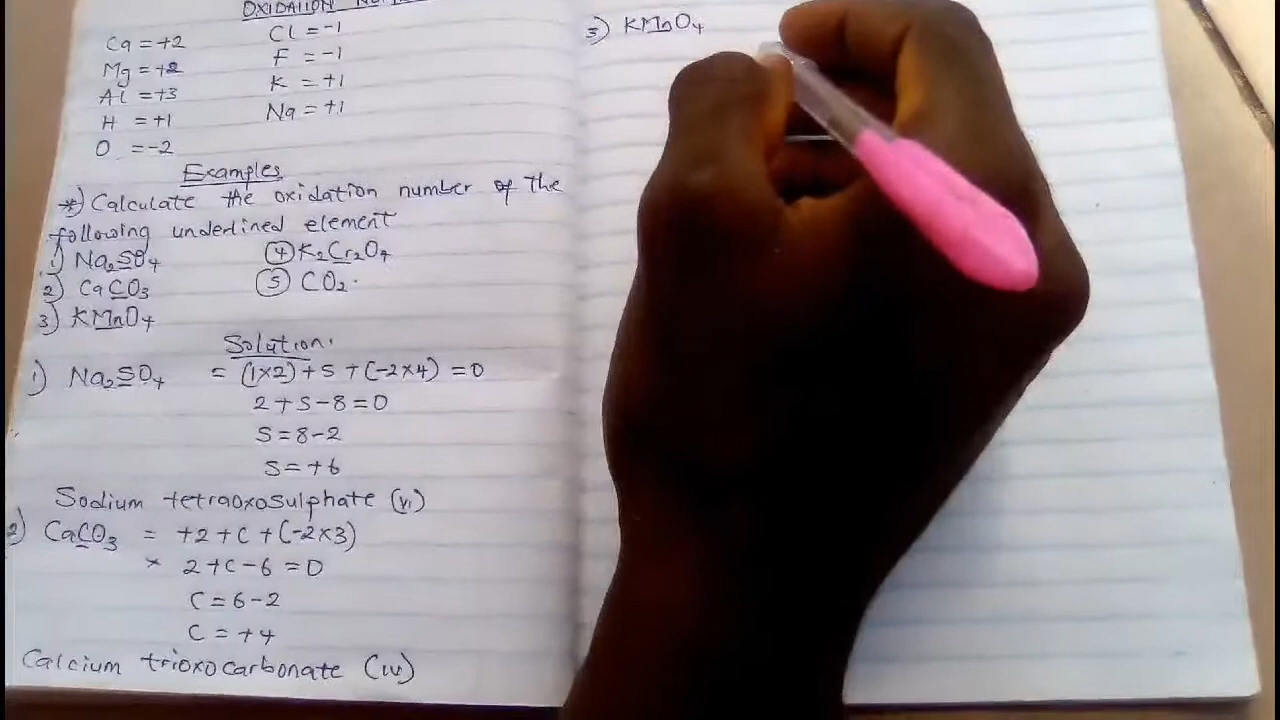 OXIDATION
Ca = +2
Mg = +2
Al = +3
H = +1
O = -2
Cl = -1
F = -1
K = +1
Na = +1
Examples
*) Calculate the oxidation number of the
following underlined element
1) Na₂SO₄
2) CaCO₃
3) KMnO₄
④ K₂Cr₂O₇
⑤ CO₂.
Solution.
1) Na₂SO₄ = (1x2)+S+(-2x4) = 0
2+S-8=0
S=8-2
S=+6
Sodium tetraoxosulphate (vi)
2) CaCO₃ = +2+C+(-2x3)
* 2+C-6=0
C=6-2
C=+4
Calcium trioxocarbonate (iv)
3) KMnO₄